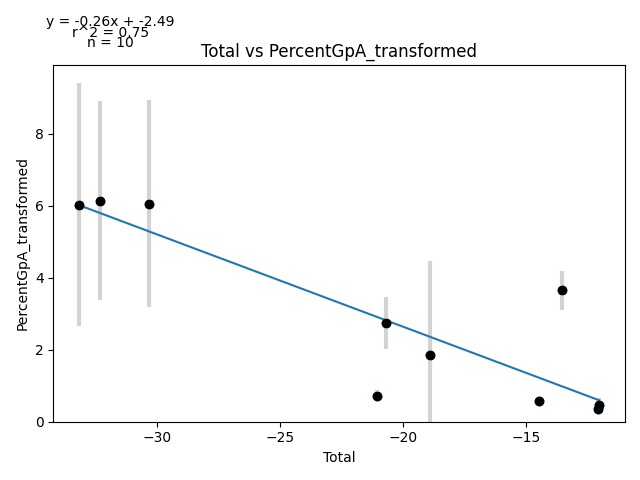 y = -0.26x + -2.49
r^2 = 0.75
n = 10
Total vs PercentGpA_transformed
PercentGpA_transformed
8
6
4
2
0
−30
−25
−20
−15
Total